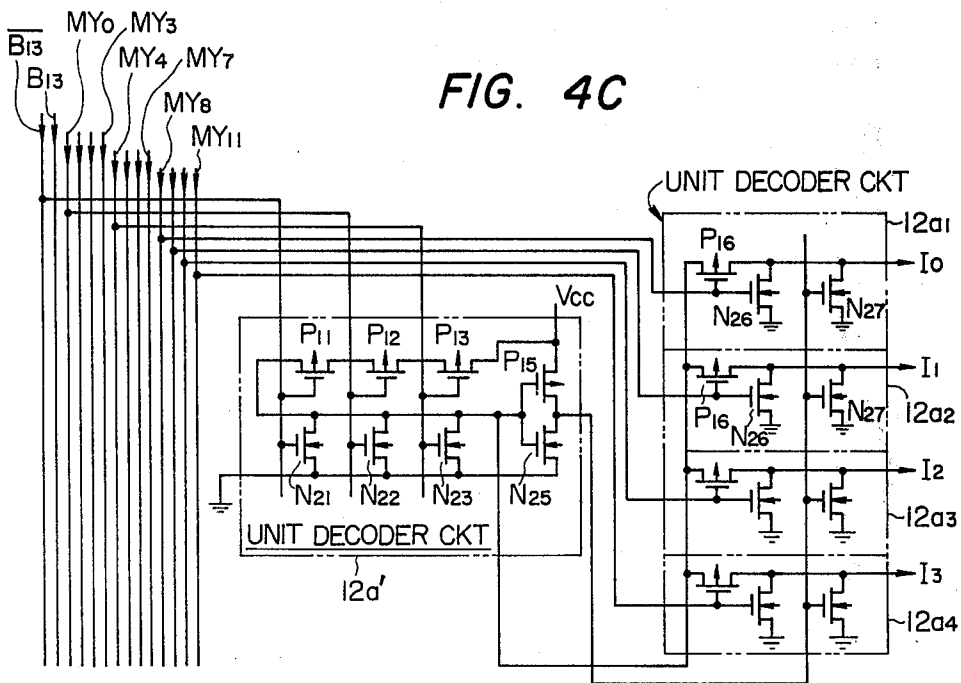 MY0
MY3
B̅1̅3̅
B13
MY4
MY7
FIG. 4C
MY8
MY11
UNIT DECODER CKT
12a1
P16
I0
N26
N27
Vcc
P11
P12
P13
P15
I1
P16
N26
N27
12a2
I2
N21
N22
N23
N25
12a3
UNIT DECODER CKT
12a'
I3
12a4